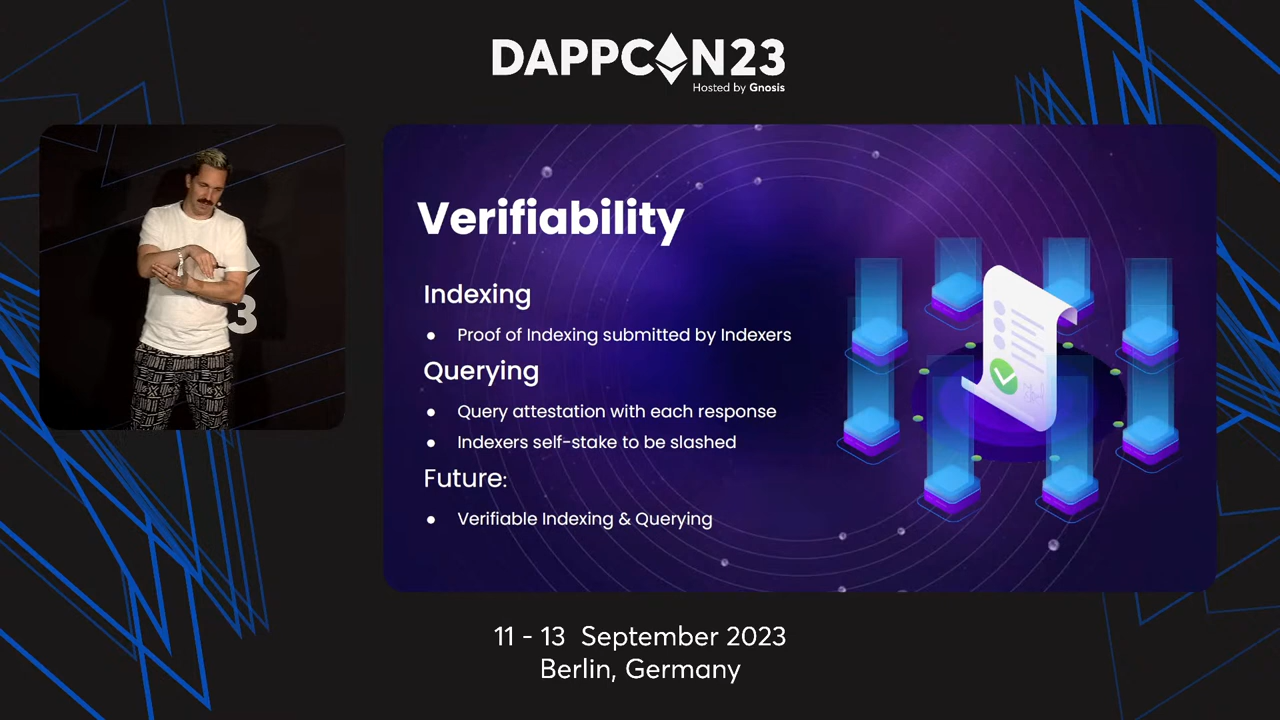 DAPPCON23
Hosted by Gnosis
3
Verifiability
Indexing
● Proof of Indexing submitted by Indexers
Querying
● Query attestation with each response
● Indexers self-stake to be slashed
Future:
● Verifiable Indexing & Querying
11 - 13 September 2023
Berlin, Germany